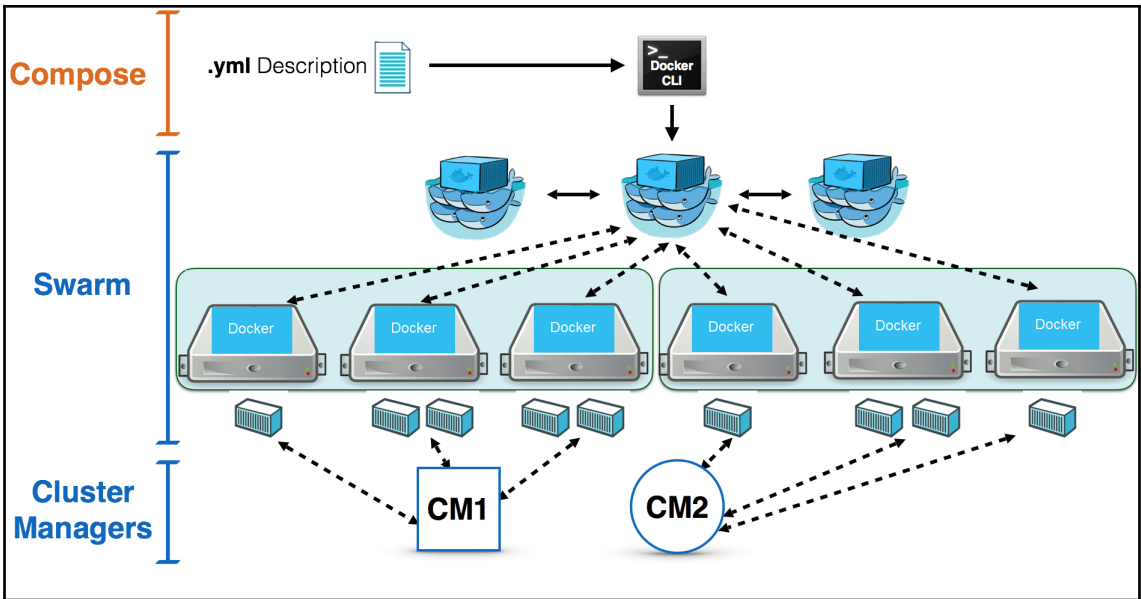 Compose
.yml Description
>_
Docker
CLI
Swarm
Docker
Docker
Docker
Docker
Docker
Docker
Cluster
Managers
CM1
CM2